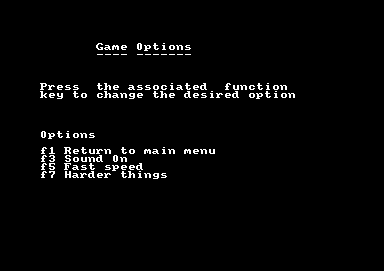 Game Options
---- -------
Press  the associated  function
key to change the desired option
Options
f1 Return to main menu
f3 Sound On
f5 Fast speed
f7 Harder things